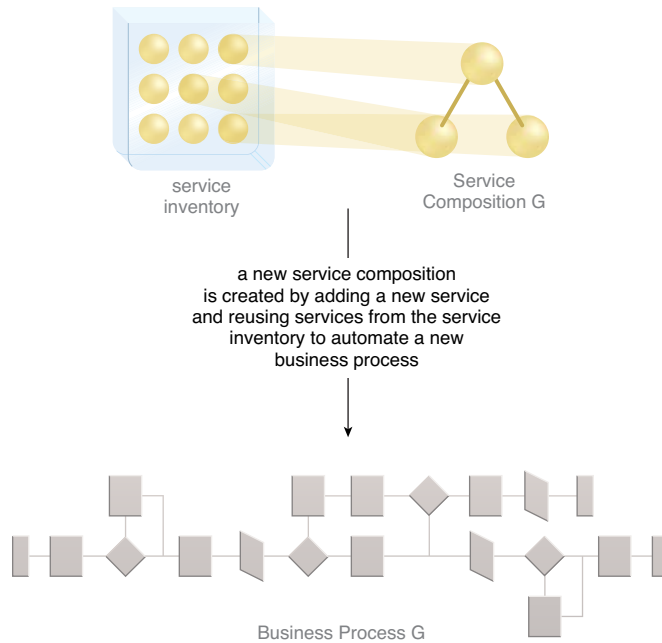 service
inventory
Service
Composition G
a new service composition
is created by adding a new service
and reusing services from the service
inventory to automate a new
business process
Business Process G